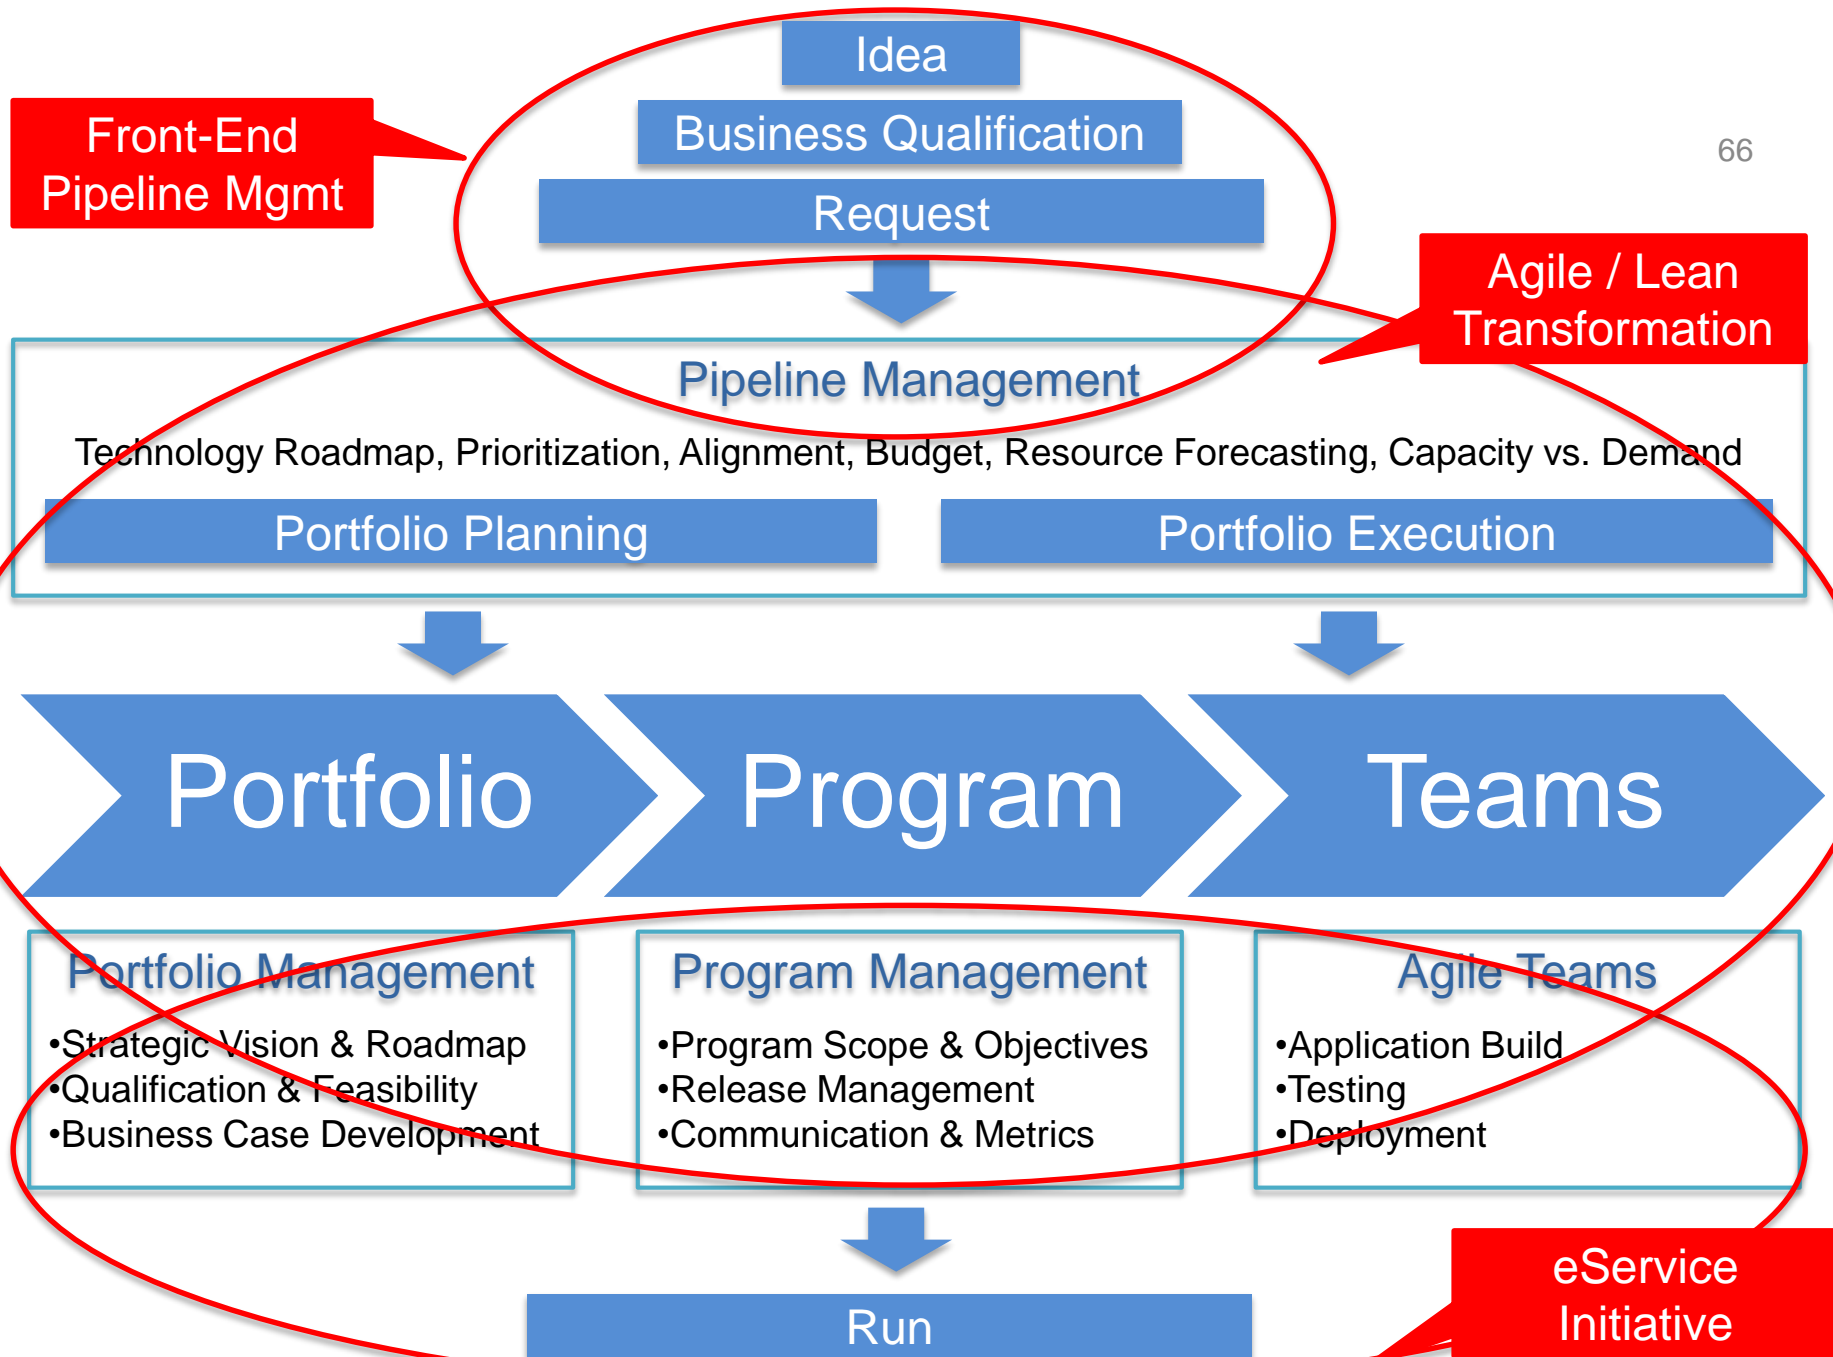 Idea
Business Qualification
Request
Front-End
Pipeline Mgmt
66
Agile / Lean
Transformation
Pipeline Management
Technology Roadmap, Prioritization, Alignment, Budget, Resource Forecasting, Capacity vs. Demand
Portfolio Planning
Portfolio Execution
Portfolio
Program
Teams
Portfolio Management
•Strategic Vision & Roadmap
•Qualification & Feasibility
•Business Case Development
Program Management
•Program Scope & Objectives
•Release Management
•Communication & Metrics
Agile Teams
•Application Build
•Testing
•Deployment
Run
eService
Initiative